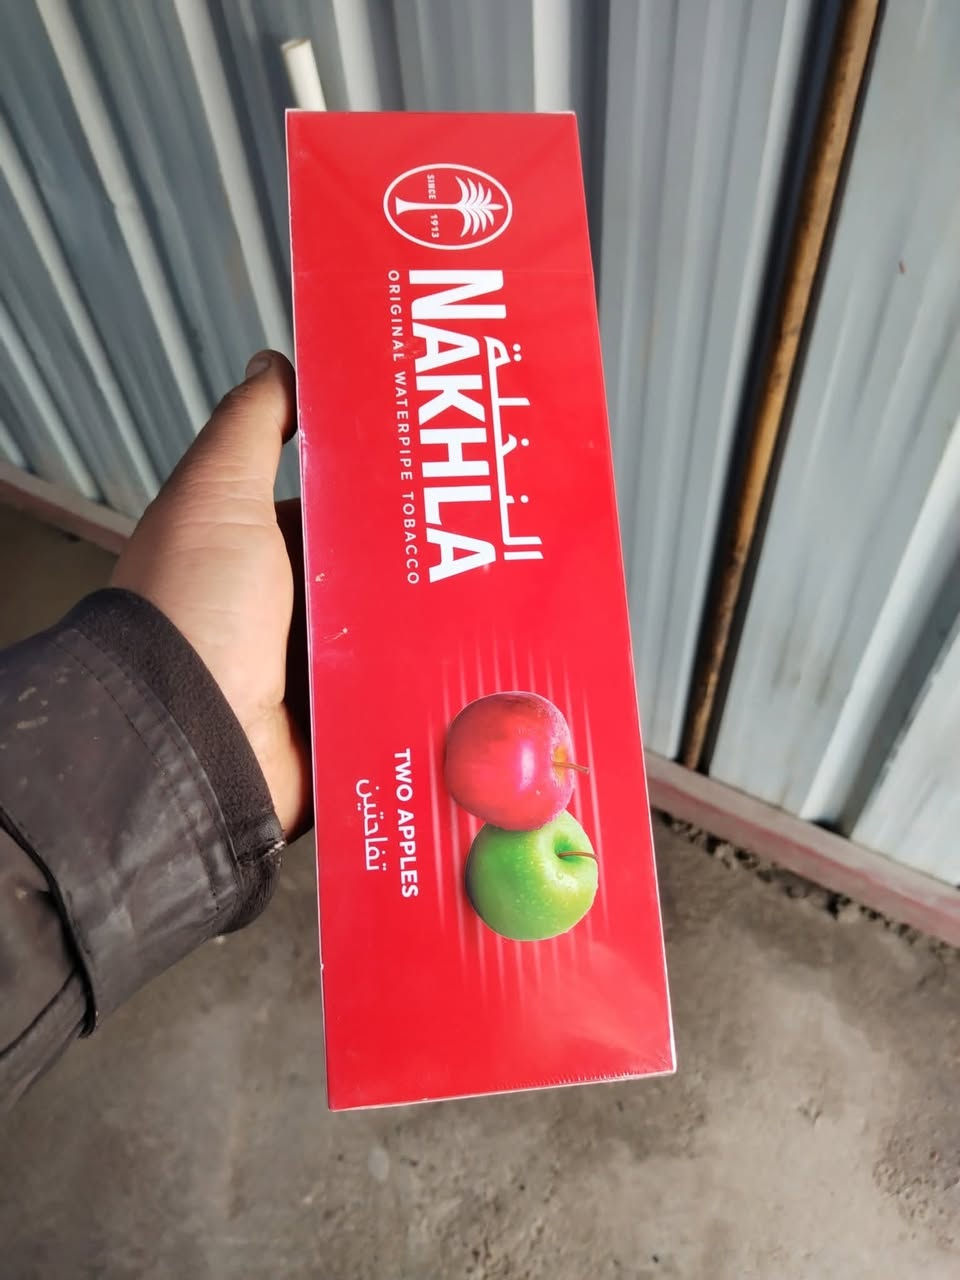 SINCE 1913
النخلة
NAKHLA
ORIGINAL WATERPIPE TOBACCO
TWO APPLES
تفاحتين